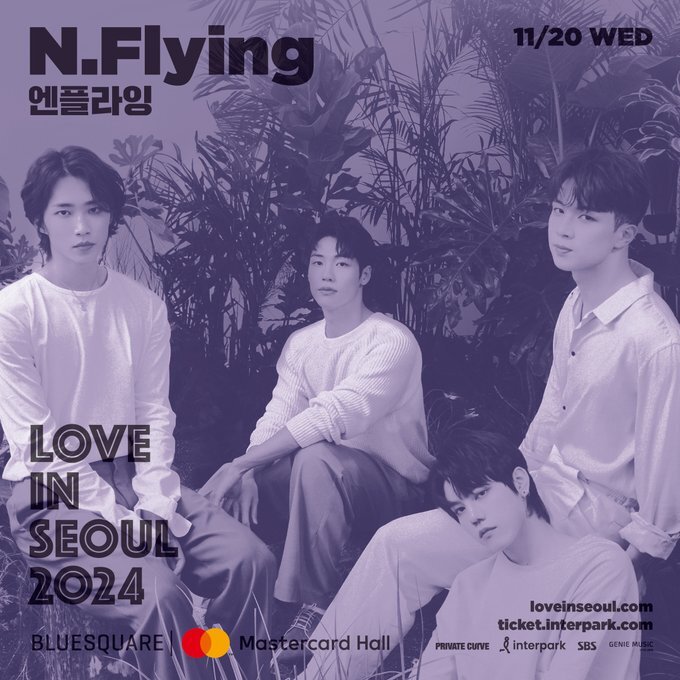 N.Flying
엔플라잉
11/20 WED
LOVE
IN
SEOUL
2024
loveinseoul.com
ticket.interpark.com
BLUESQUARE | Mastercard Hall
PRIVATE CURVE interpark SBS GENIE MUSIC